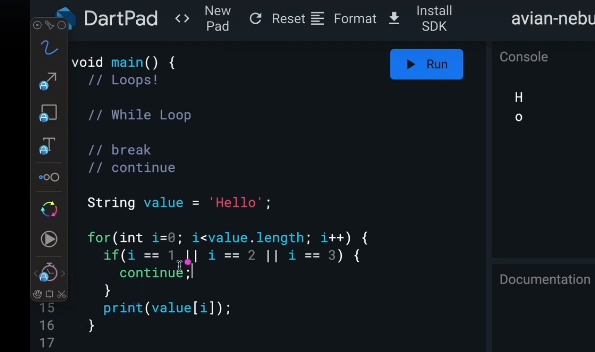 DartPad
<> New Pad
Reset
Format
Install SDK
avian-nebu
void main() {
// Loops!
// While Loop
// break
// continue
String value = 'Hello';
for(int i=0; i<value.length; i++) {
if(i == 1 || i == 2 || i == 3) {
continue;
}
15 print(value[i]);
16 }
17
Run
Console
H
o
Documentation
T